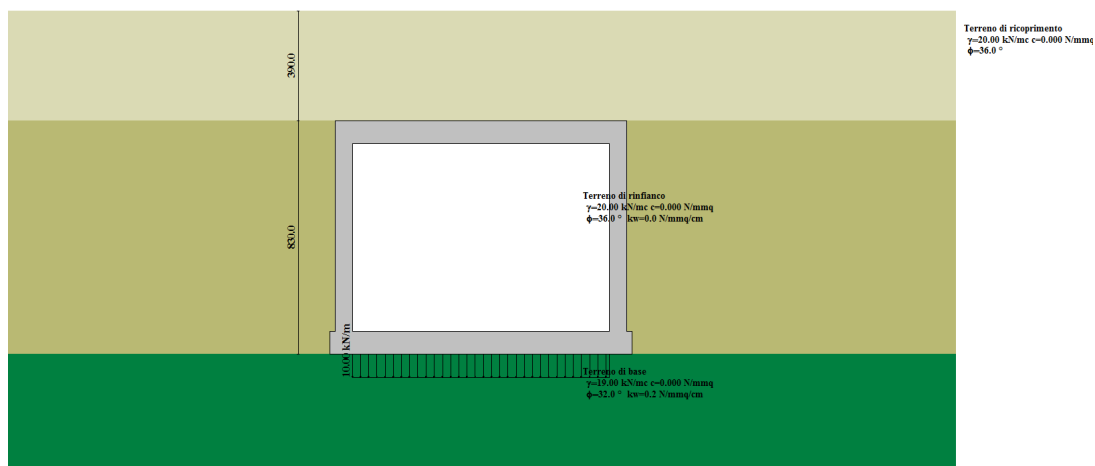 Terreno di ricoprimento
γ=20.00 kN/mc c=0.000 N/mmq
ϕ=36.0 °
390.0
Terreno di rinfianco
γ=20.00 kN/mc c=0.000 N/mmq
ϕ=36.0 ° kw=0.0 N/mmq/cm
830.0
10.00 kN/m
Terreno di base
γ=19.00 kN/mc c=0.000 N/mmq
ϕ=32.0 ° kw=0.2 N/mmq/cm